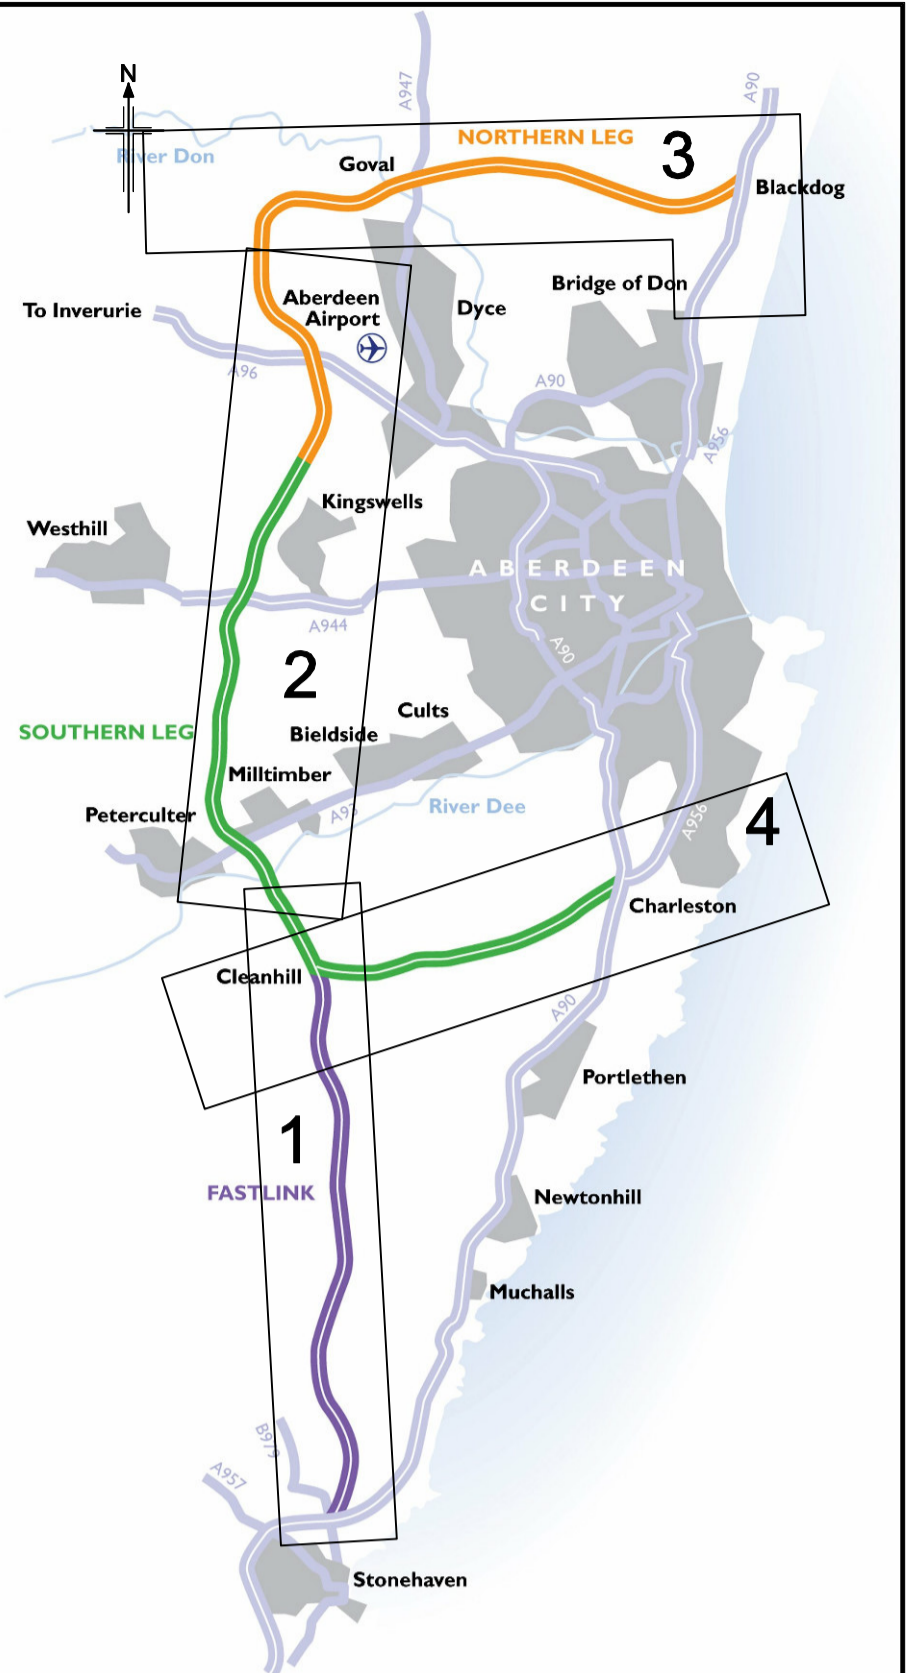 N
A947
A90
NORTHERN LEG
3
River Don
Goval
Blackdog
Bridge of Don
Aberdeen
Airport
Dyce
To Inverurie
A96
A90
A956
Kingswells
Westhill
ABERDEEN
CITY
A944
A90
2
Cults
SOUTHERN LEG
Bieldside
Milltimber
River Dee
Peterculter
A93
A956
4
Charleston
Cleanhill
A90
Portlethen
1
FASTLINK
Newtonhill
Muchalls
B979
A957
Stonehaven